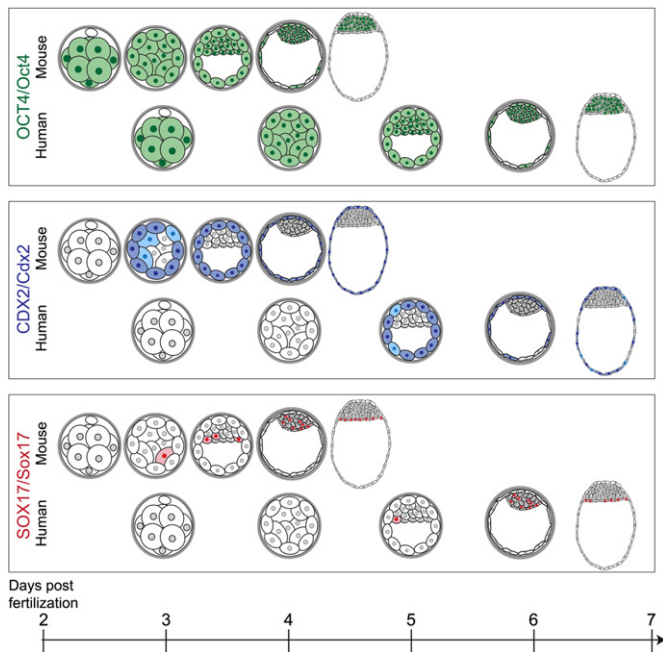 OCT4/Oct4
Mouse
Human
CDX2/Cdx2
Mouse
Human
SOX17/Sox17
Mouse
Human
Days post
fertilization
2 3 4 5 6 7